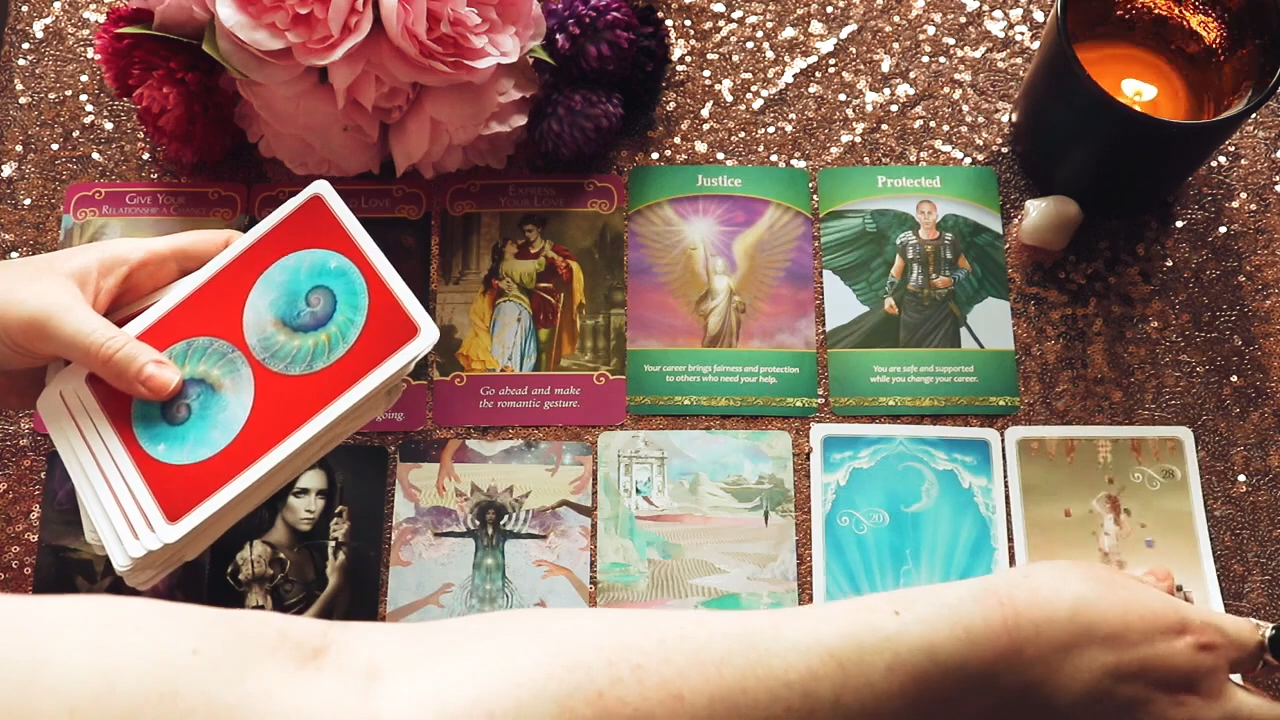 GIVE YOUR
RELATIONSHIP A CHANCE
LOVE
EXPRESS
YOUR LOVE
Justice
Protected
Go ahead and make
the romantic gesture.
going.
Your career brings fairness and protection
to others who need your help.
You are safe and supported
while you change your career.
20
28